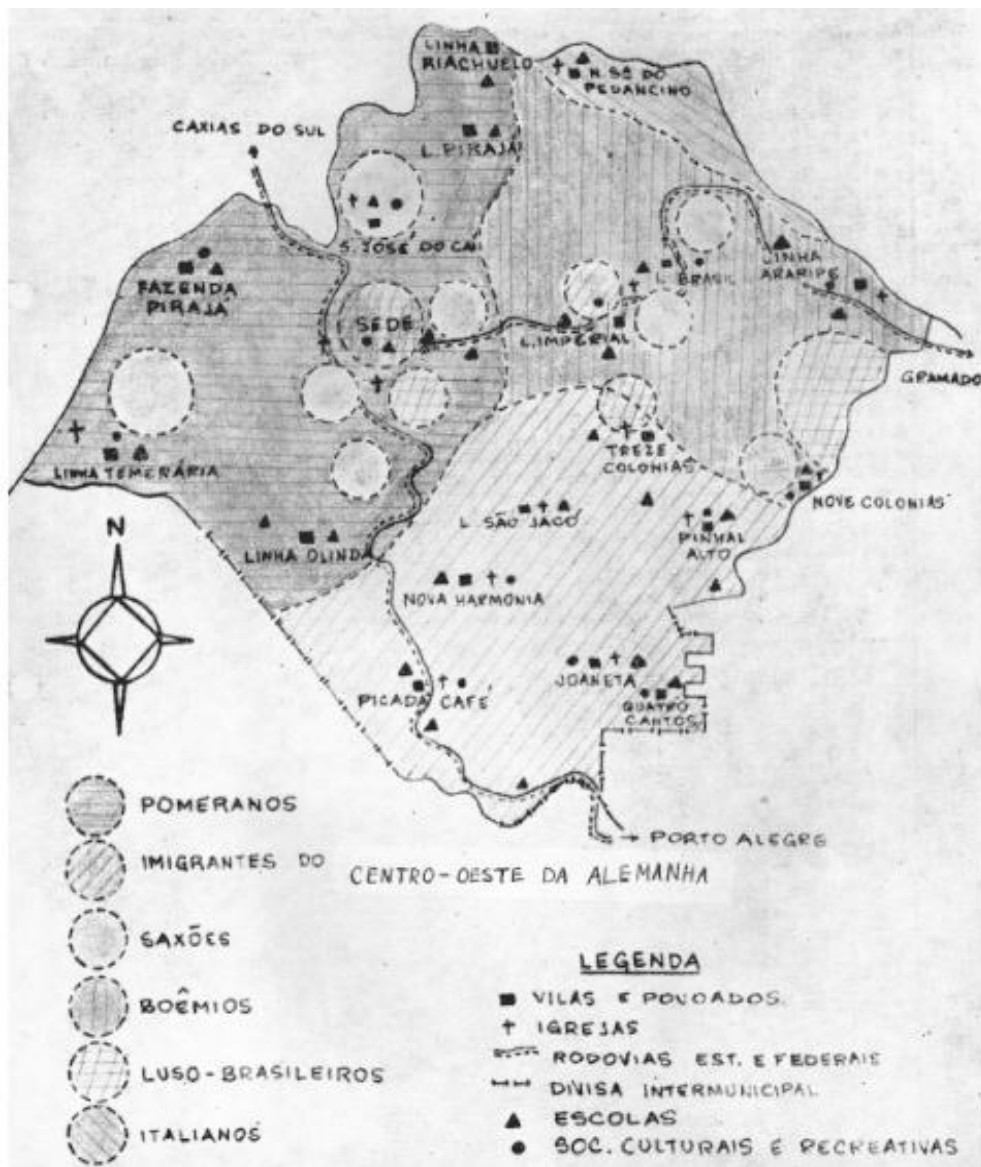 LINHA
RIACHUELO
N. Sª DO
PEDANCINO
CAXIAS DO SUL
L. PIRAJÁ
S. JOSÉ DO CAI
FAZENDA
PIRAJÁ
LINHA
ARARIPE
L. BRASIL
SEDE
L. IMPERIAL
GRAMADO
TREZE
COLONIAS
LINHA TEMERÁRIA
NOVE COLONIAS
L. SÃO JACÓ
PINHAL
ALTO
LINHA OLINDA
N
NOVA HARMONIA
JOANETA
PICADA CAFÉ
QUATRO
CANTOS
PORTO ALEGRE
POMERANOS
IMIGRANTES DO CENTRO-OESTE DA ALEMANHA
SAXÕES
BOÊMIOS
LUSO-BRASILEIROS
ITALIANOS
LEGENDA
VILAS E POVOADOS.
IGREJAS
RODOVIAS EST. E FEDERAIS
DIVISA INTERMUNICIPAL
ESCOLAS
SOC. CULTURAIS E RECREATIVAS